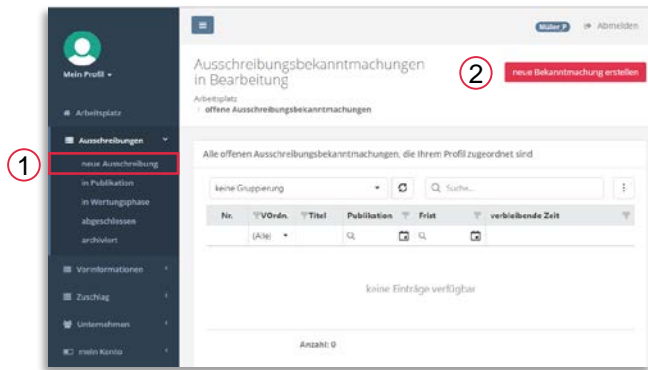 Müller P
Abmelden
Mein Profil
Ausschreibungsbekanntmachungen
in Bearbeitung
2
neue Bekanntmachung erstellen
Arbeitsplatz
/ offene Ausschreibungsbekanntmachungen
Arbeitsplatz
Ausschreibungen
1
neue Ausschreibung
in Publikation
in Wertungsphase
abgeschlossen
archiviert
Vorinformationen
Zuschlag
Unternehmen
mein Konto
Alle offenen Ausschreibungsbekanntmachungen, die Ihrem Profil zugeordnet sind
keine Gruppierung
Suche...
Nr. VOrdn. Titel Publikation Frist verbleibende Zeit
(Alle)
keine Einträge verfügbar
Anzahl: 0